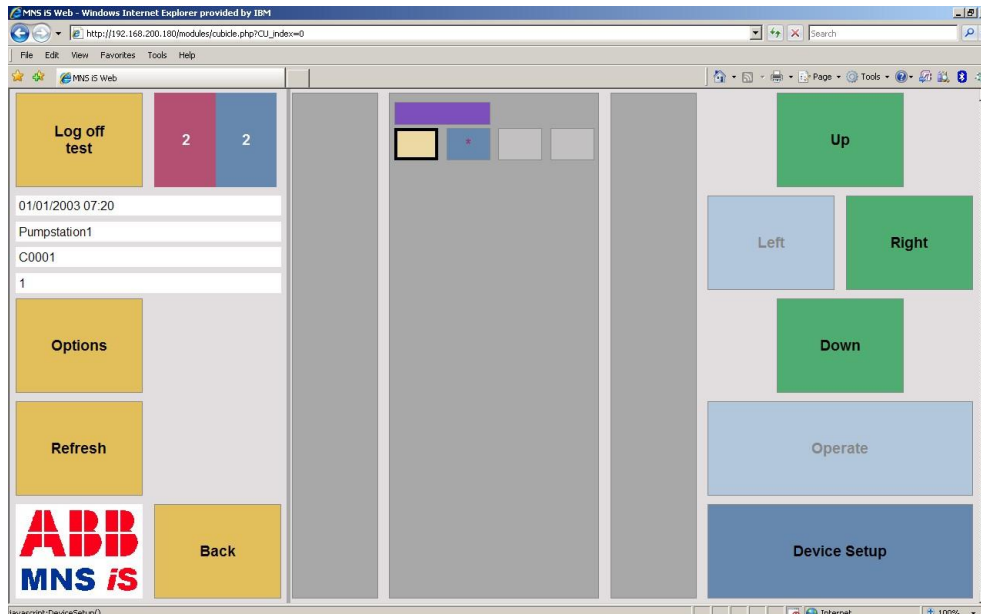 MNS iS Web - Windows Internet Explorer provided by IBM
http://192.168.200.180/modules/cubicle.php?CU_index=0
Search
File Edit View Favorites Tools Help
MNS iS Web
Page Tools
Log off
test
2 2
01/01/2003 07:20
Pumpstation1
C0001
1
Options
Refresh
ABB
MNS iS
Back
Up
Left
Right
Down
Operate
Device Setup
javascript:DeviceSetup()
Internet
100%